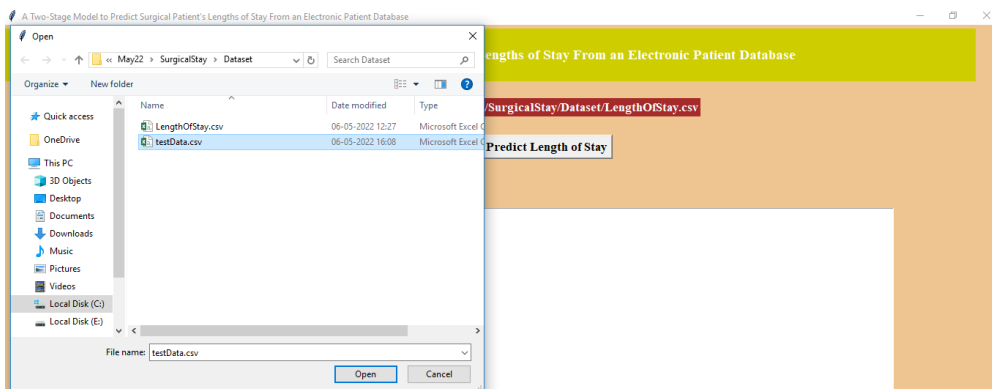 A Two-Stage Model to Predict Surgical Patient's Lengths of Stay From an Electronic Patient Database
Open
engths of Stay From an Electronic Patient Database
« May22 › SurgicalStay › Dataset
Search Dataset
Organize
New folder
/SurgicalStay/Dataset/LengthOfStay.csv
Name
Date modified
Type
Quick access
LengthOfStay.csv
06-05-2022 12:27
Microsoft Excel C
OneDrive
testData.csv
06-05-2022 16:08
Microsoft Excel C
Predict Length of Stay
This PC
3D Objects
Desktop
Documents
Downloads
Music
Pictures
Videos
Local Disk (C:)
Local Disk (E:)
File name: testData.csv
Open
Cancel